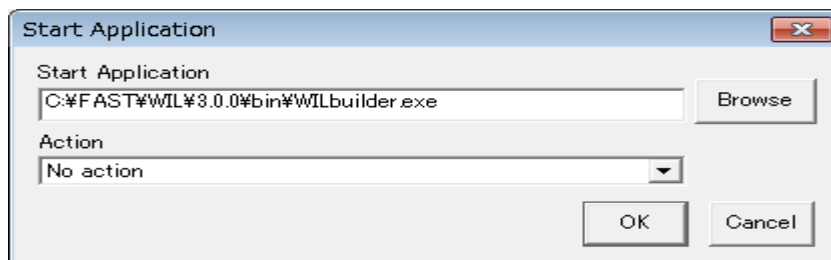 Start Application
Start Application
C:¥FAST¥WIL¥3.0.0¥bin¥WILbuilder.exe
Browse
Action
No action
OK
Cancel